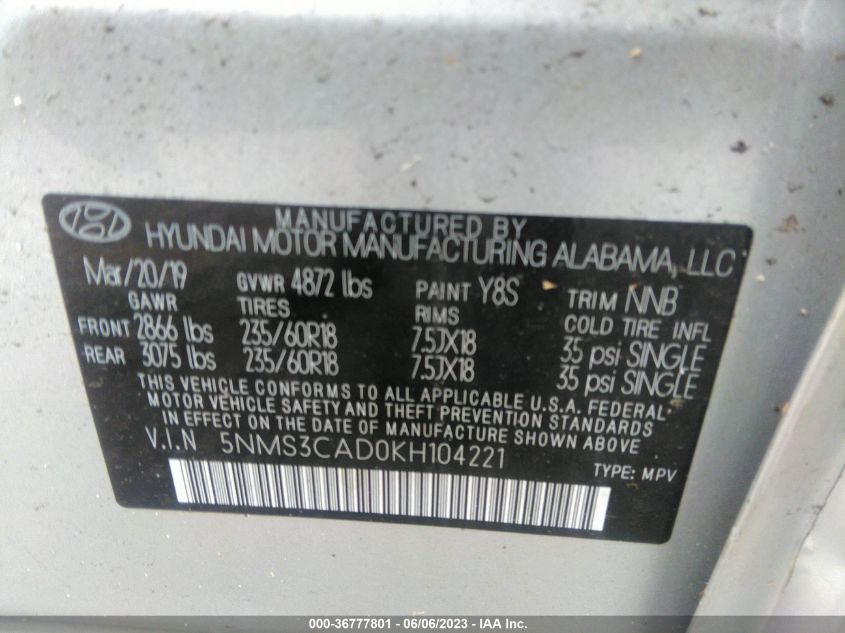 MANUFACTURED BY
HYUNDAI MOTOR MANUFACTURING ALABAMA, LLC
Mar/20/19 GVWR 4872 lbs PAINT Y8S TRIM NNB
GAWR TIRES RIMS COLD TIRE INFL
FRONT 2866 lbs 235/60R18 7.5JX18 35 psi SINGLE
REAR 3075 lbs 235/60R18 7.5JX18 35 psi SINGLE
THIS VEHICLE CONFORMS TO ALL APPLICABLE U.S.A. FEDERAL
MOTOR VEHICLE SAFETY AND THEFT PREVENTION STANDARDS
IN EFFECT ON THE DATE OF MANUFACTURE SHOWN ABOVE.
V.I.N 5NMS3CAD0KH104221
TYPE: MPV
000-36777801 - 06/06/2023 - IAA Inc.